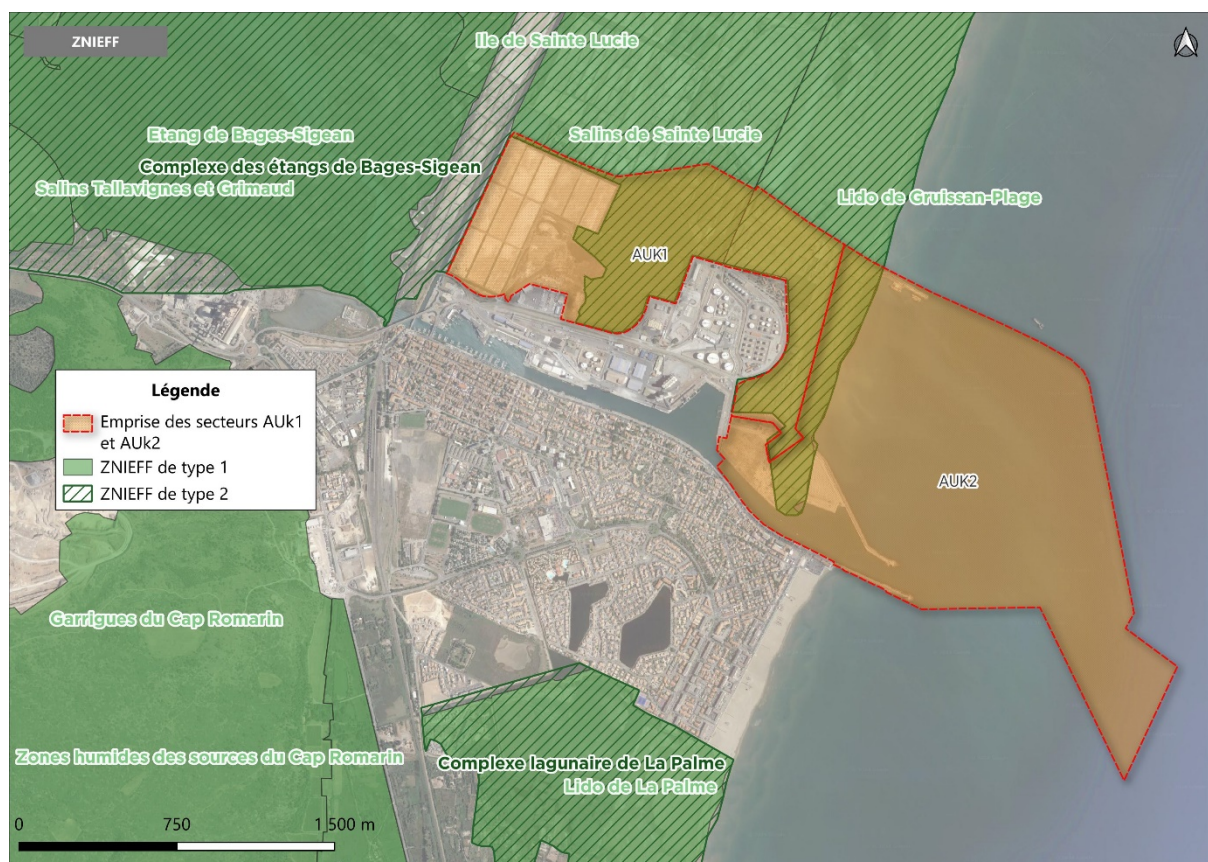 ZNIEFF
Ile de Sainte Lucie
Etang de Bages-Sigean
Salins de Sainte Lucie
Complexe des étangs de Bages-Sigean
Salins Tallavignes et Grimaud
Lido de Gruissan-Plage
AUK1
Légende
Emprise des secteurs AUk1
et AUk2
ZNIEFF de type 1
ZNIEFF de type 2
AUK2
Garrigues du Cap Romarin
Zones humides des sources du Cap Romarin
Complexe lagunaire de La Palme
Lido de La Palme
0 750 1 500 m